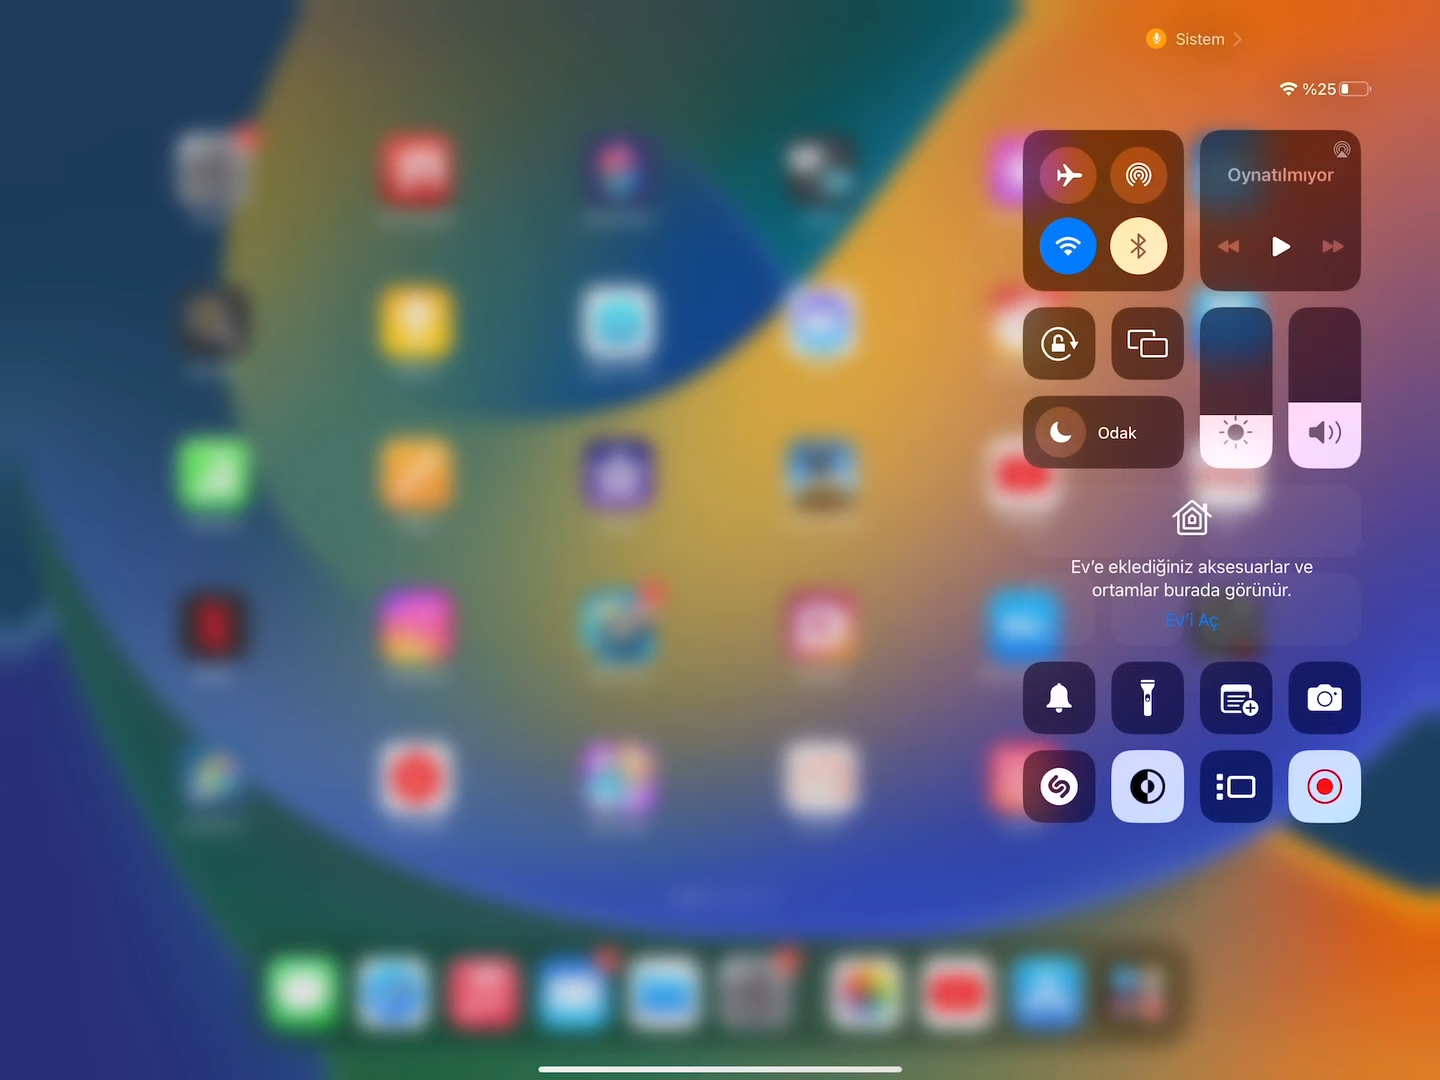 Sistem
%25
Oynatılmıyor
Odak
Ev'e eklediğiniz aksesuarlar ve
ortamlar burada görünür.
Ev'i Aç